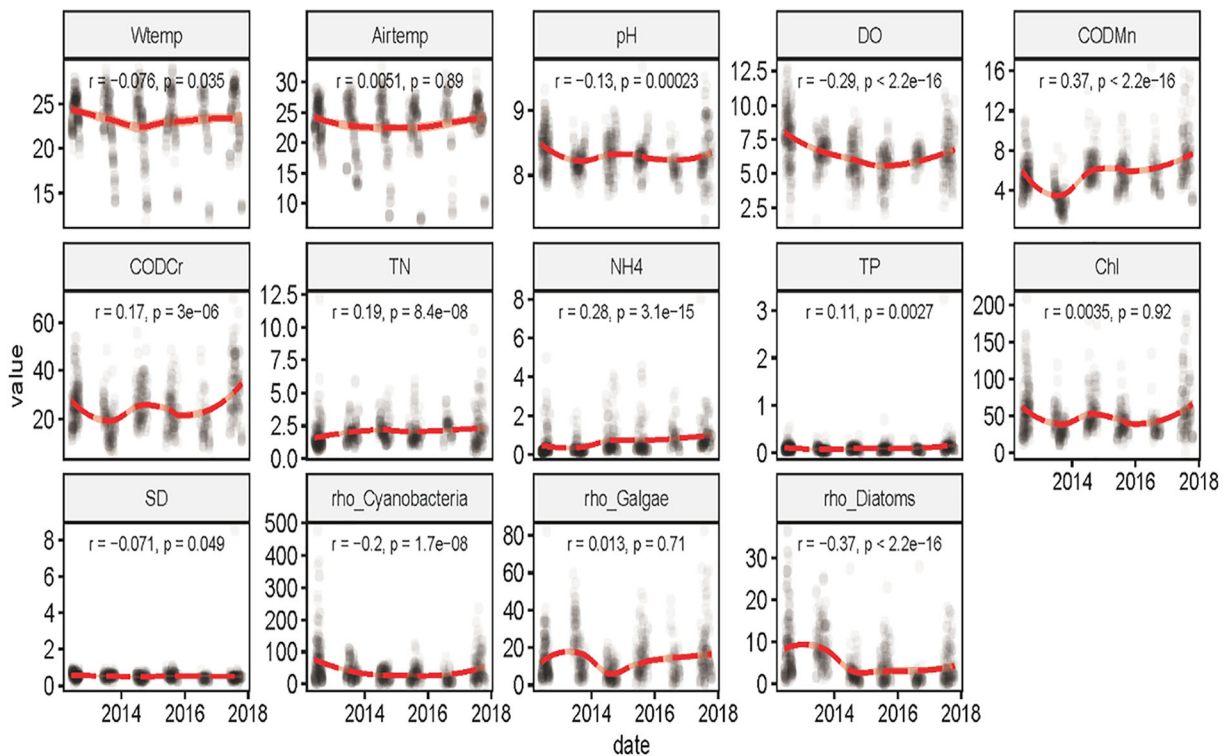 Wtemp Airtemp pH DO CODMn
r = −0.076, p = 0.035 r = 0.0051, p = 0.89 r = −0.13, p = 0.00023 r = −0.29, p < 2.2e−16 r = 0.37, p < 2.2e−16
25 20 15
30 25 20 15 10
9 8
12.5 10.0 7.5 5.0 2.5
16 12 8 4
CODCr TN NH4 TP Chl
r = 0.17, p = 3e−06 r = 0.19, p = 8.4e−08 r = 0.28, p = 3.1e−15 r = 0.11, p = 0.0027 r = 0.0035, p = 0.92
value
60 40 20
12.5 10.0 7.5 5.0 2.5 0.0
8 6 4 2 0
3 2 1 0
200 150 100 50 0
2014 2016 2018
SD rho_Cyanobacteria rho_Galgae rho_Diatoms
r = −0.071, p = 0.049 r = −0.2, p = 1.7e−08 r = 0.013, p = 0.71 r = −0.37, p < 2.2e−16
8 6 4 2 0
500 400 300 200 100 0
80 60 40 20 0
30 20 10 0
2014 2016 2018 2014 2016 2018 2014 2016 2018 2014 2016 2018
date